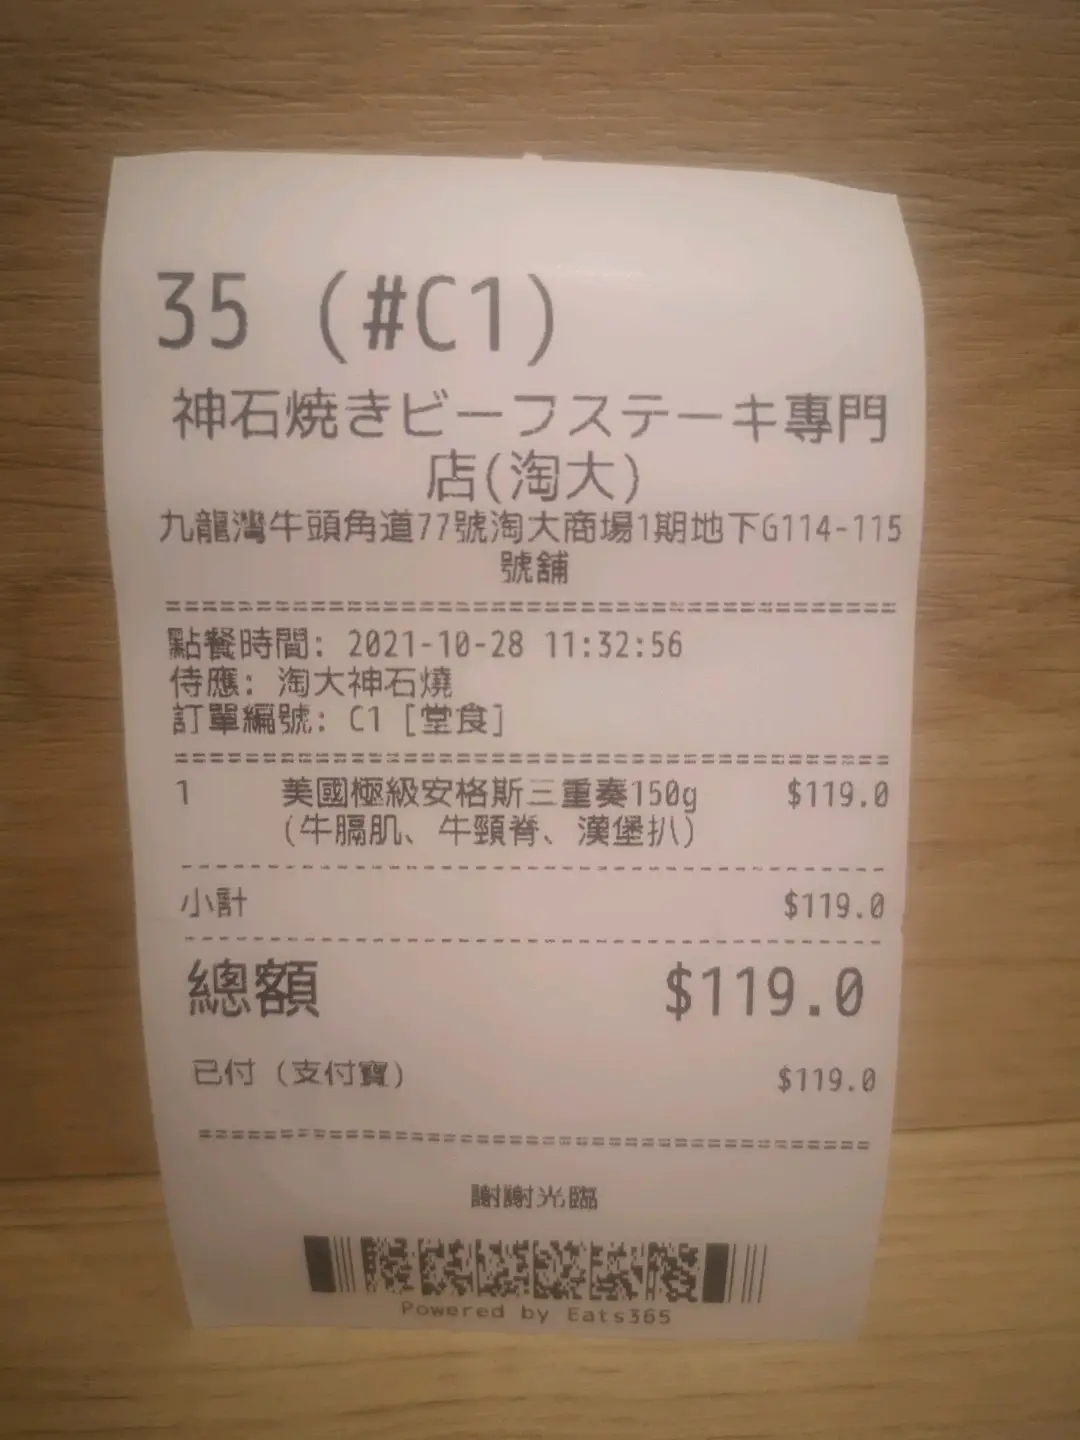 35 (#C1)
神石焼きビーフステーキ專門
店(淘大)
九龍灣牛頭角道77號淘大商場1期地下G114-115
號舖
點餐時間: 2021-10-28 11:32:56
侍應: 淘大神石燒
訂單編號: C1 [堂食]
1 美國極級安格斯三重奏150g $119.0
(牛膈肌、牛頸脊、漢堡扒)
小計 $119.0
總額 $119.0
已付 (支付寶) $119.0
謝謝光臨
Powered by Eats365